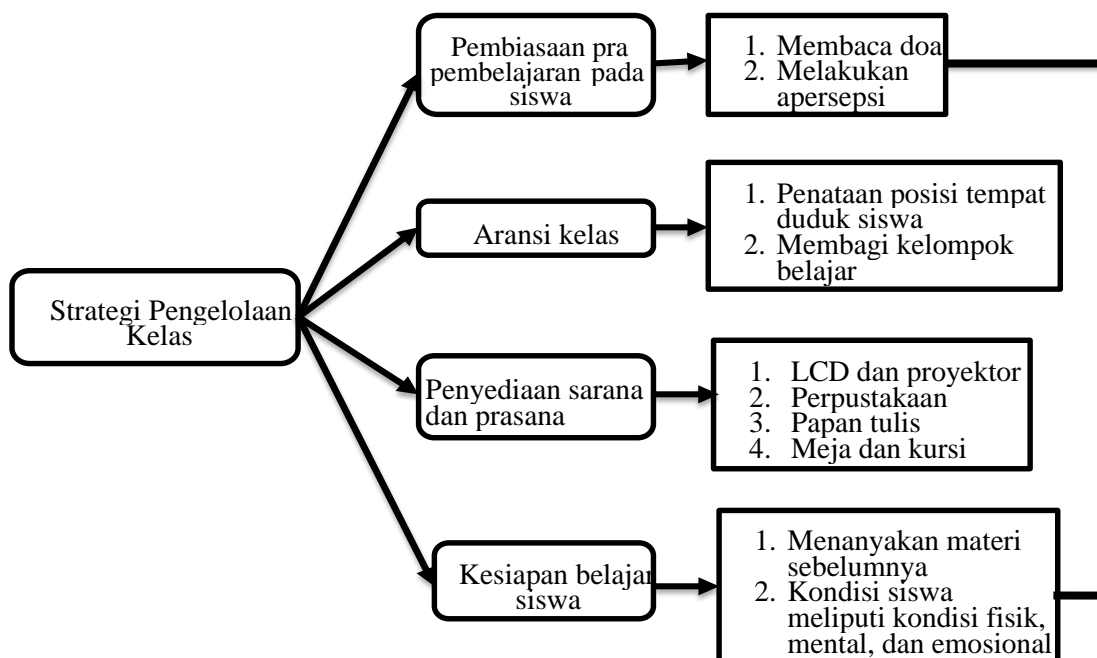 Pembiasaan pra
pembelajaran pada
siswa
1. Membaca doa
2. Melakukan
apersepsi
Aransi kelas
1. Penataan posisi tempat
duduk siswa
2. Membagi kelompok
belajar
Strategi Pengelolaan
Kelas
Penyediaan sarana
dan prasana
1. LCD dan proyektor
2. Perpustakaan
3. Papan tulis
4. Meja dan kursi
Kesiapan belajar
siswa
1. Menanyakan materi
sebelumnya
2. Kondisi siswa
meliputi kondisi fisik,
mental, dan emosional